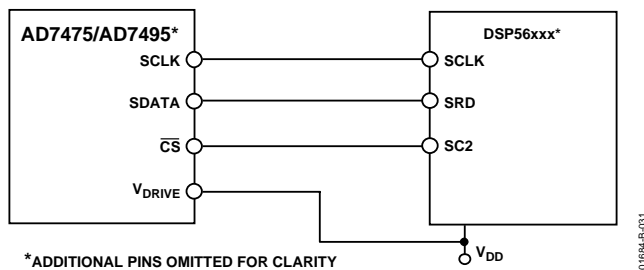 AD7475/AD7495*
DSP56xxx*
SCLK
SCLK
SDATA
SRD
CS
SC2
VDRIVE
VDD
*ADDITIONAL PINS OMITTED FOR CLARITY
01684-B-031